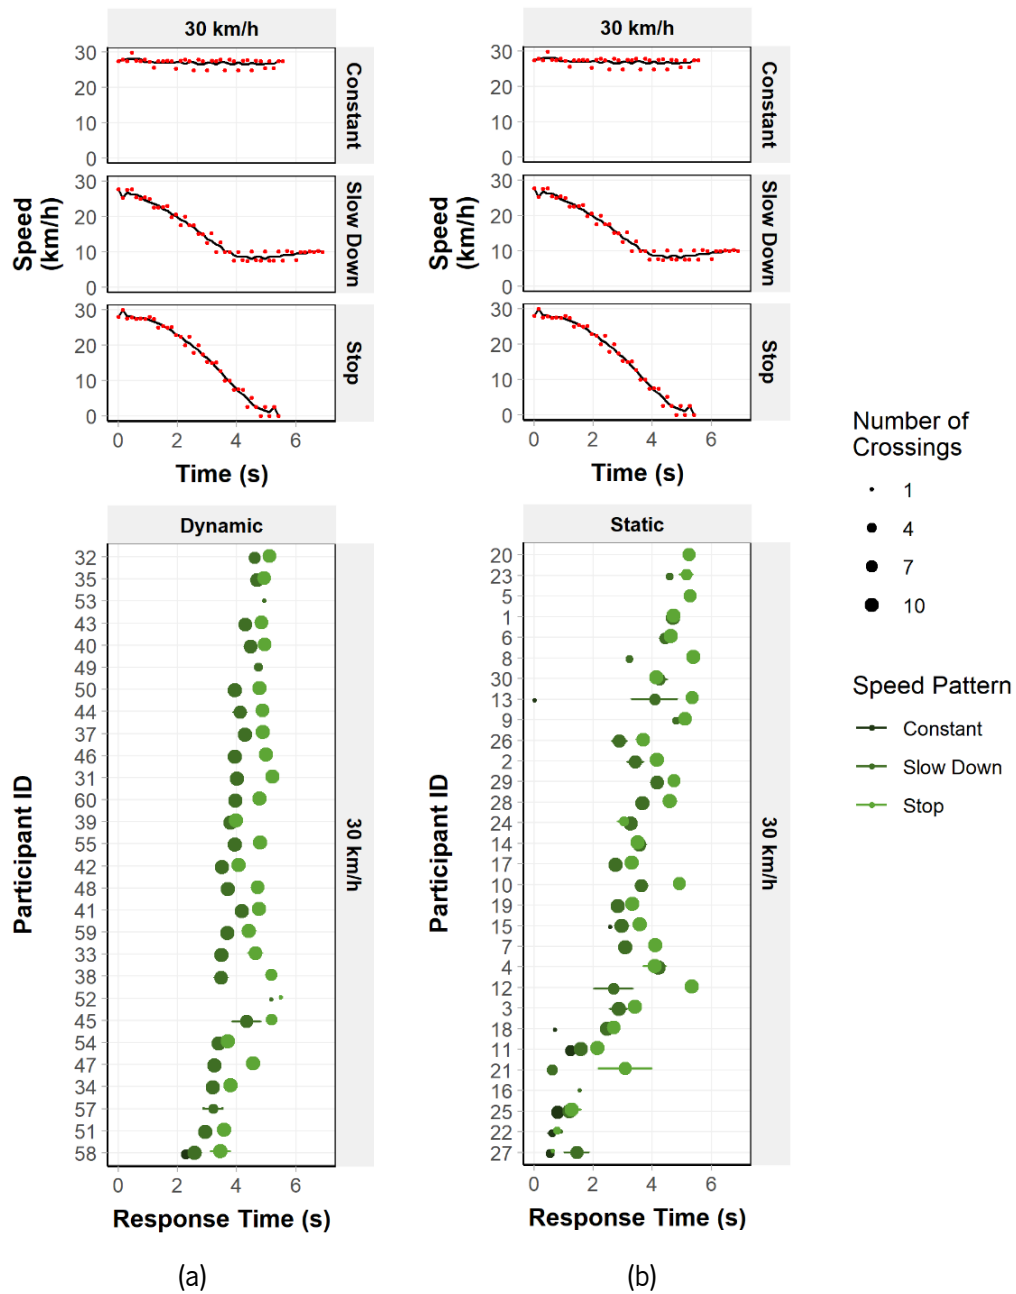 30 km/h
30
20
10
0
Constant
30
20
10
0
Slow Down
30
20
10
0
Stop
Speed
(km/h)
0 2 4 6
Time (s)
30 km/h
30
20
10
0
Constant
30
20
10
0
Slow Down
30
20
10
0
Stop
Speed
(km/h)
0 2 4 6
Time (s)
Dynamic
32
35
53
43
40
49
50
44
37
46
31
60
39
55
42
48
41
59
33
38
52
45
54
47
34
57
51
58
Participant ID
30 km/h
0 2 4 6
Response Time (s)
(a)
Static
20
23
5
1
6
8
30
13
9
26
2
29
28
24
14
17
10
19
15
7
4
12
3
18
11
21
16
25
22
27
Participant ID
30 km/h
0 2 4 6
Response Time (s)
(b)
Number of
Crossings
1
4
7
10
Speed Pattern
Constant
Slow Down
Stop